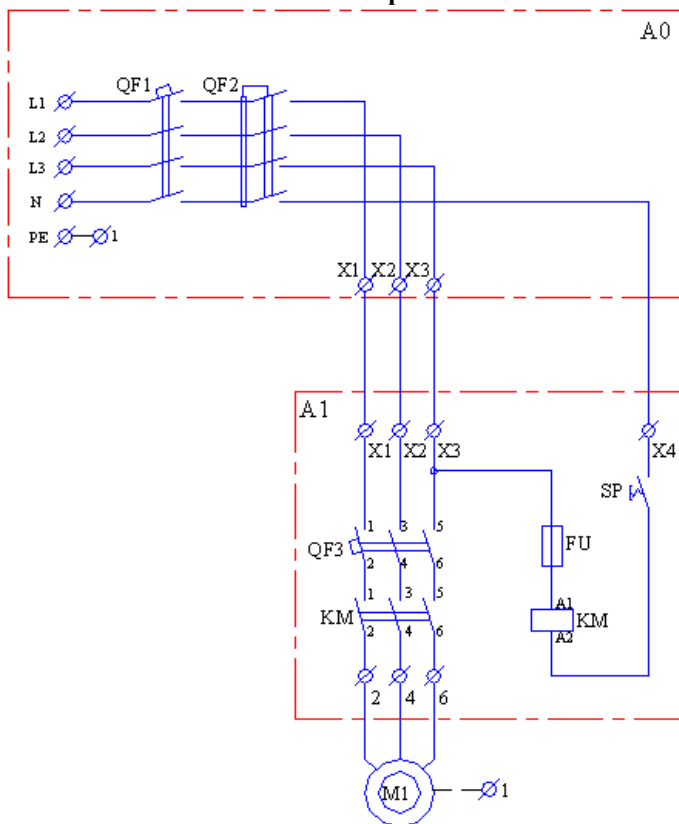 A0
QF1 QF2
L1
L2
L3
N
PE 1
X1 X2 X3
A1
X1 X2 X3 X4
SP
1 3 5
QF3 FU
2 4 6
1 3 5
A1
KM KM
2 4 6
A2
2 4 6
M1 1